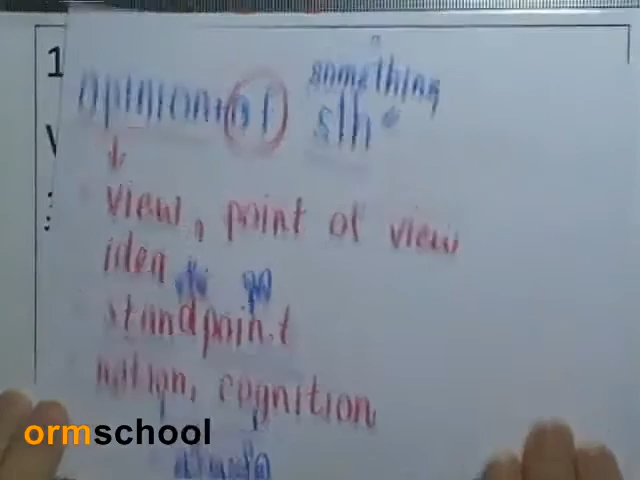 something
opinion of sth
view, point of view
idea
standpoint
notion, cognition
ormschool